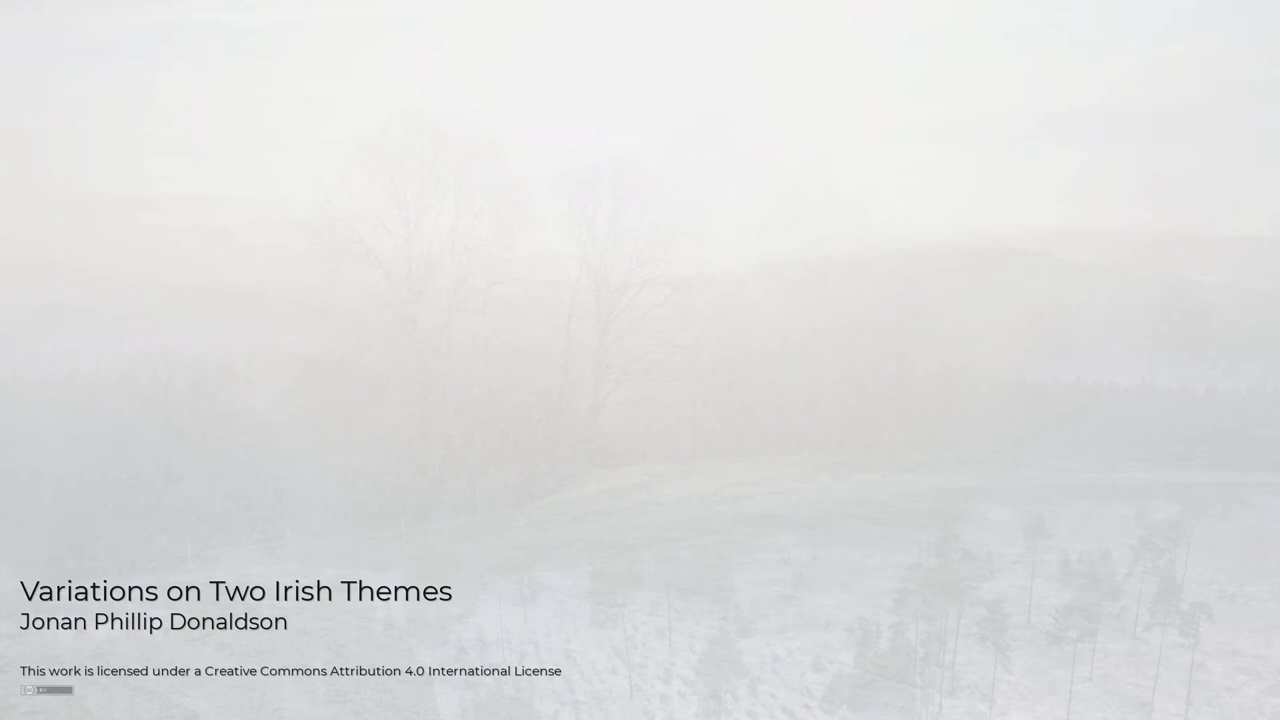 Variations on Two Irish Themes
Jonan Phillip Donaldson
This work is licensed under a Creative Commons Attribution 4.0 International License
BY